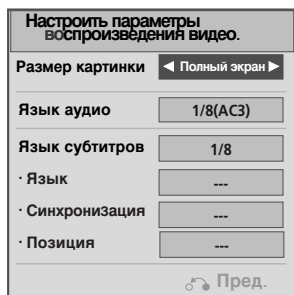 Настроить параметры
воспроизведения видео.
Размер картинки ◀ Полный экран ▶
Язык аудио 1/8(AC3)
Язык субтитров 1/8
· Язык ---
· Синхронизация ---
· Позиция ---
Пред.